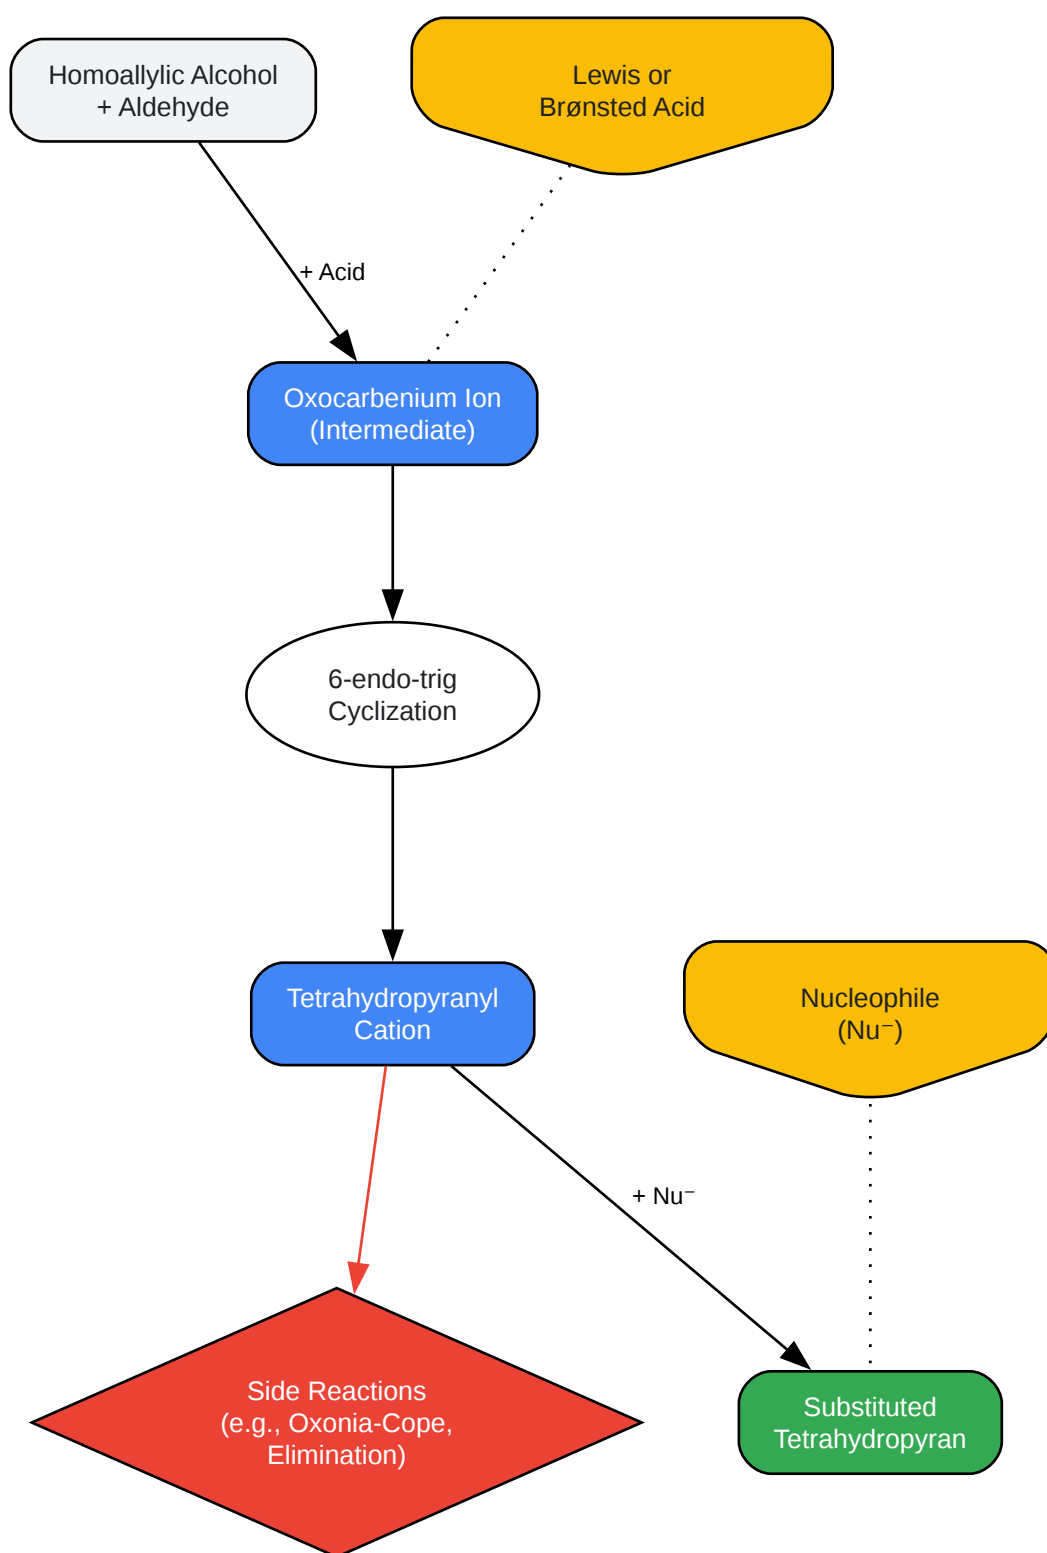 Homoallylic Alcohol
+ Aldehyde
Lewis or
Brønsted Acid
+ Acid
Oxocarbenium Ion
(Intermediate)
6-endo-trig
Cyclization
Tetrahydropyranyl
Cation
Nucleophile
(Nu⁻)
+ Nu⁻
Side Reactions
(e.g., Oxonia-Cope,
Elimination)
Substituted
Tetrahydropyran